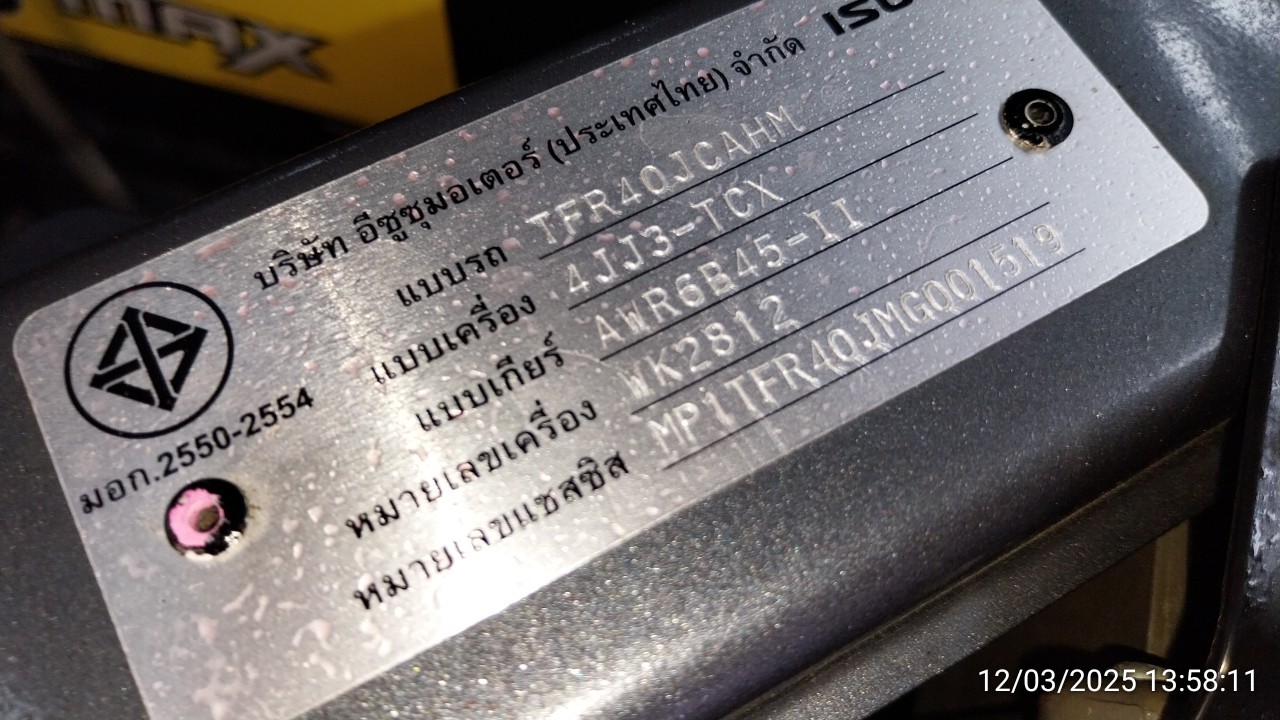 MAX
ISU
บริษัท อีซูซุมอเตอร์ (ประเทศไทย) จำกัด
แบบรถ TFR40JCAHM
แบบเครื่อง 4JJ3-TCX
แบบเกียร์ AWR6B45-II
หมายเลขเครื่อง WK2812
หมายเลขแซสซิส MP1TFR40JMG001519
มอก.2550-2554
12/03/2025 13:58:11